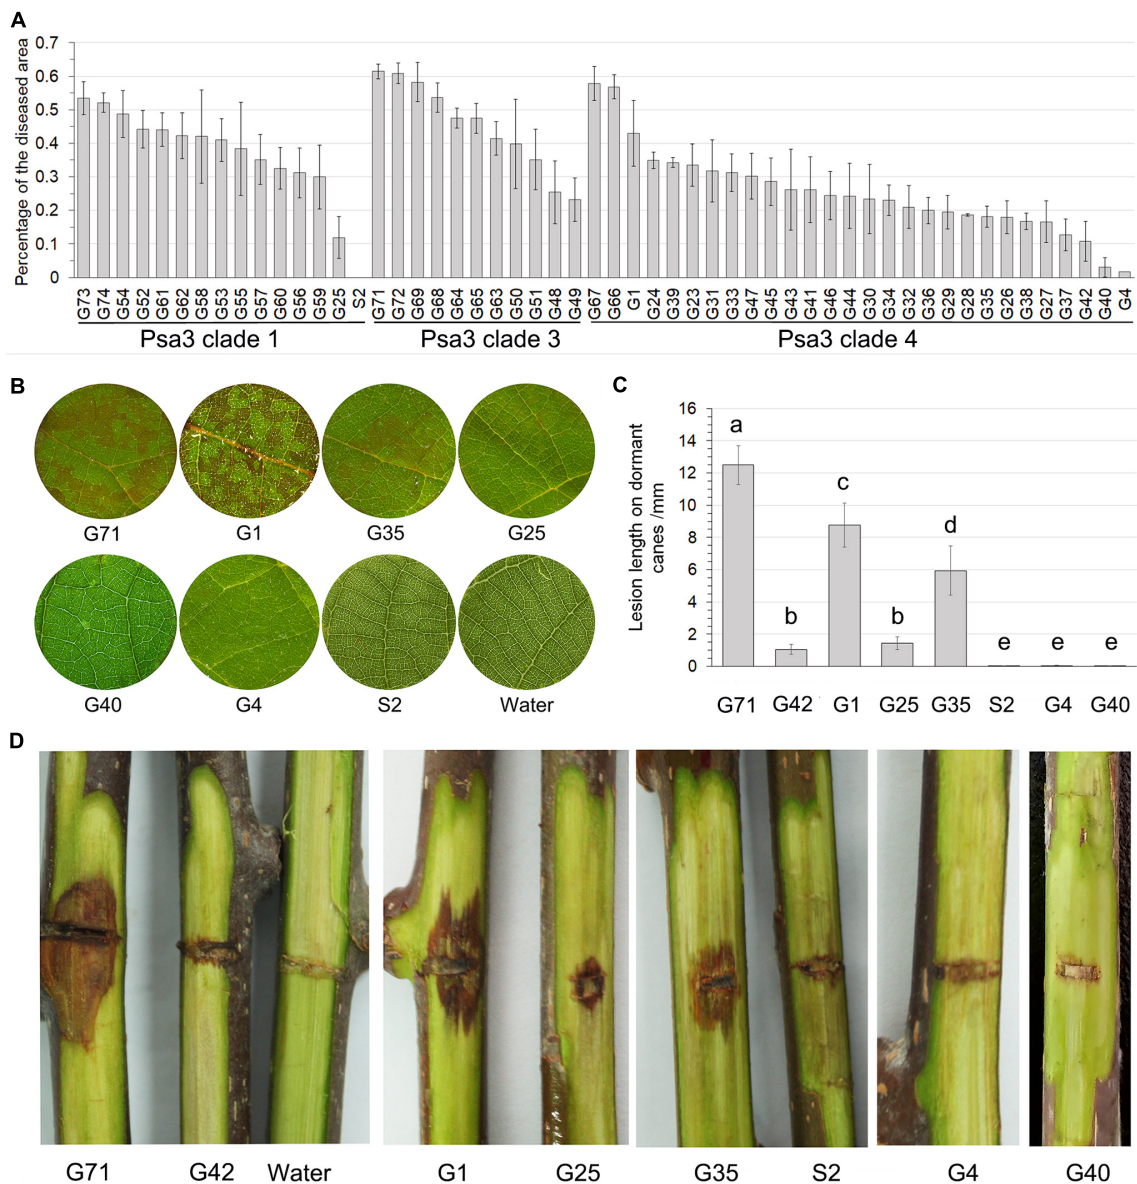 A
Percentage of the diseased area
0.7
0.6
0.5
0.4
0.3
0.2
0.1
0
G73 G74 G54 G52 G61 G62 G58 G53 G55 G57 G60 G56 G59 G25 S2 G71 G72 G69 G68 G64 G65 G63 G50 G51 G48 G49 G67 G66 G1 G24 G39 G23 G31 G33 G47 G45 G43 G41 G46 G44 G30 G34 G32 G36 G29 G28 G35 G26 G38 G27 G37 G42 G40 G4
Psa3 clade 1 Psa3 clade 3 Psa3 clade 4
B
G71 G1 G35 G25
G40 G4 S2 Water
C
Lesion length on dormant
canes /mm
16
14
12
10
8
6
4
2
0
a
b
c
b
d
e e e
G71 G42 G1 G25 G35 S2 G4 G40
D
G71 G42 Water G1 G25 G35 S2 G4 G40